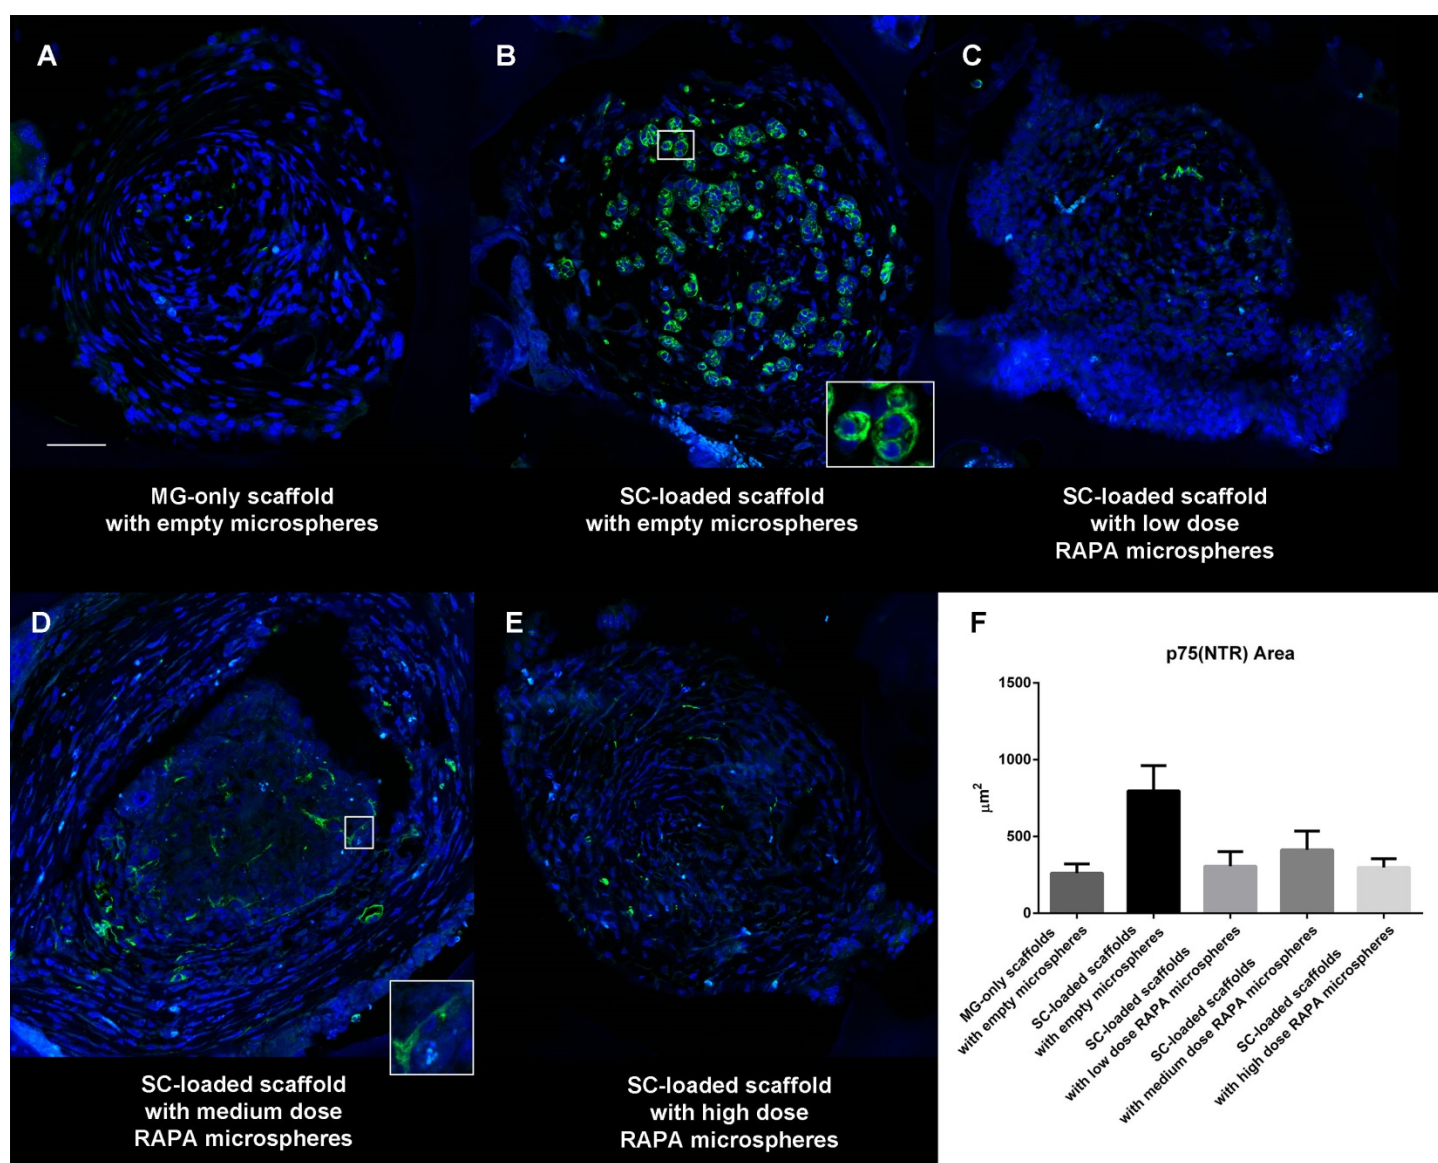 A
B
C
MG-only scaffold
with empty microspheres
SC-loaded scaffold
with empty microspheres
SC-loaded scaffold
with low dose
RAPA microspheres
D
E
F
SC-loaded scaffold
with medium dose
RAPA microspheres
SC-loaded scaffold
with high dose
RAPA microspheres
p75(NTR) Area
1500
1000
500
0
μm²
MG-only scaffolds
with empty microspheres
SC-loaded scaffolds
with empty microspheres
SC-loaded scaffolds
with low dose RAPA microspheres
SC-loaded scaffolds
with medium dose RAPA microspheres
SC-loaded scaffolds
with high dose RAPA microspheres